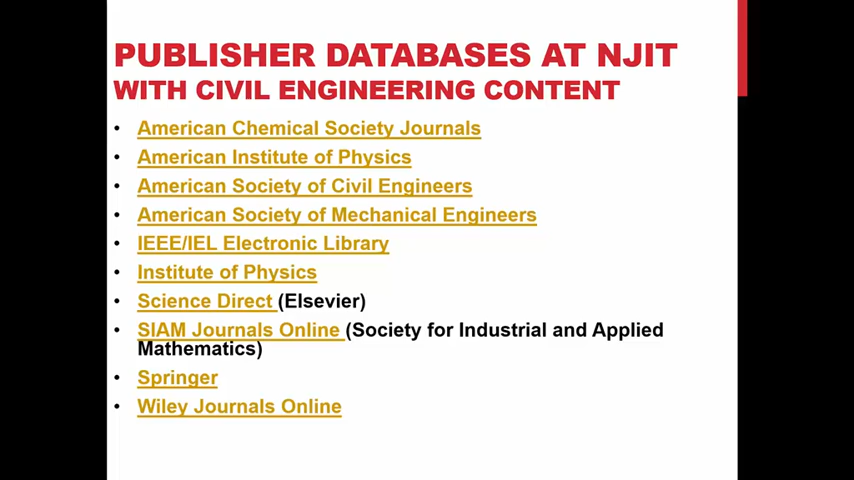 PUBLISHER DATABASES AT NJIT
WITH CIVIL ENGINEERING CONTENT
• American Chemical Society Journals
• American Institute of Physics
• American Society of Civil Engineers
• American Society of Mechanical Engineers
• IEEE/IEL Electronic Library
• Institute of Physics
• Science Direct (Elsevier)
• SIAM Journals Online (Society for Industrial and Applied
Mathematics)
• Springer
• Wiley Journals Online